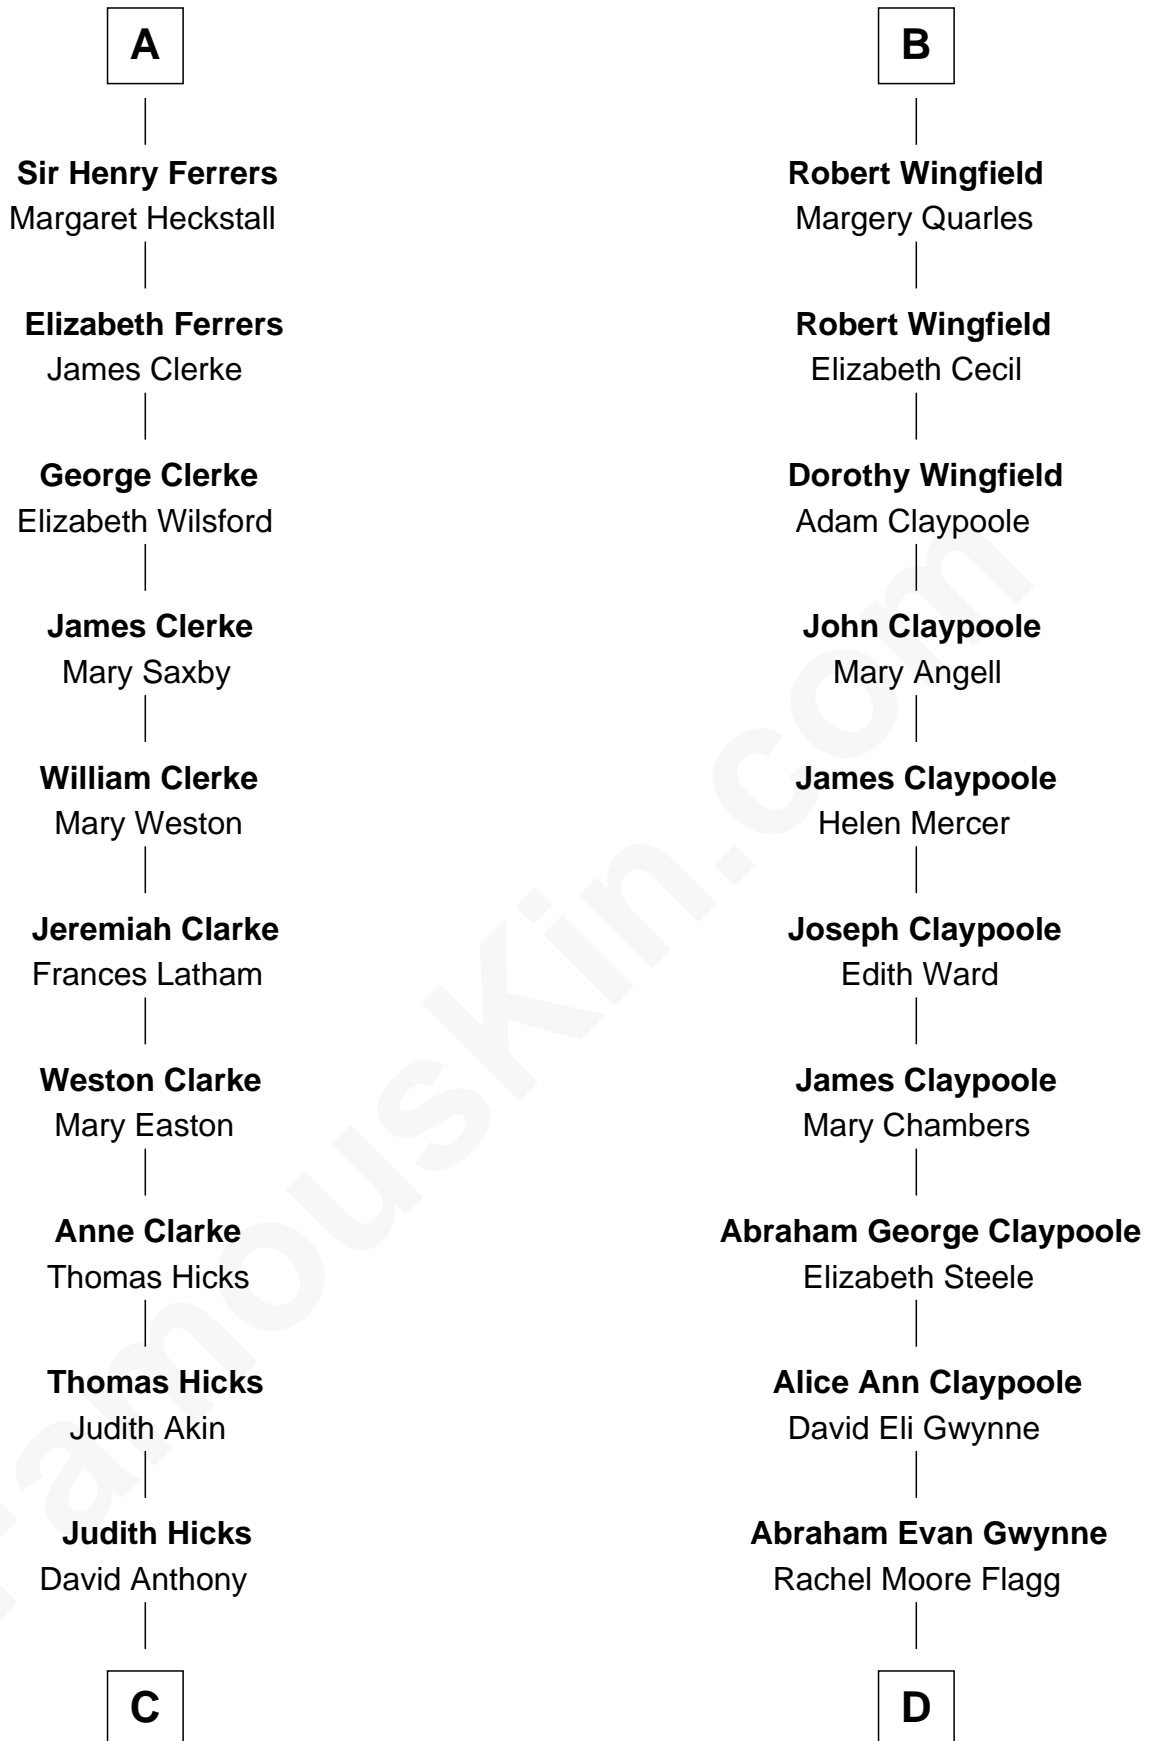 A
Sir Henry Ferrers
Margaret Heckstall
Elizabeth Ferrers
James Clerke
George Clerke
Elizabeth Wilsford
James Clerke
Mary Saxby
William Clerke
Mary Weston
Jeremiah Clarke
Frances Latham
Weston Clarke
Mary Easton
Anne Clarke
Thomas Hicks
Thomas Hicks
Judith Akin
Judith Hicks
David Anthony
C
B
Robert Wingfield
Margery Quarles
Robert Wingfield
Elizabeth Cecil
Dorothy Wingfield
Adam Claypoole
John Claypoole
Mary Angell
James Claypoole
Helen Mercer
Joseph Claypoole
Edith Ward
James Claypoole
Mary Chambers
Abraham George Claypoole
Elizabeth Steele
Alice Ann Claypoole
David Eli Gwynne
Abraham Evan Gwynne
Rachel Moore Flagg
D
FamousKin.com